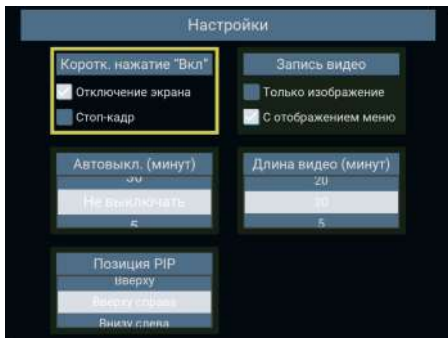 Настройки
Коротк. нажатие "Вкл"
Отключение экрана
Стоп-кадр
Запись видео
Только изображение
С отображением меню
Автовыкл. (минут)
30
Не выключать
5
Длина видео (минут)
20
30
5
Позиция PIP
Вверху
Вверху справа
Внизу слева